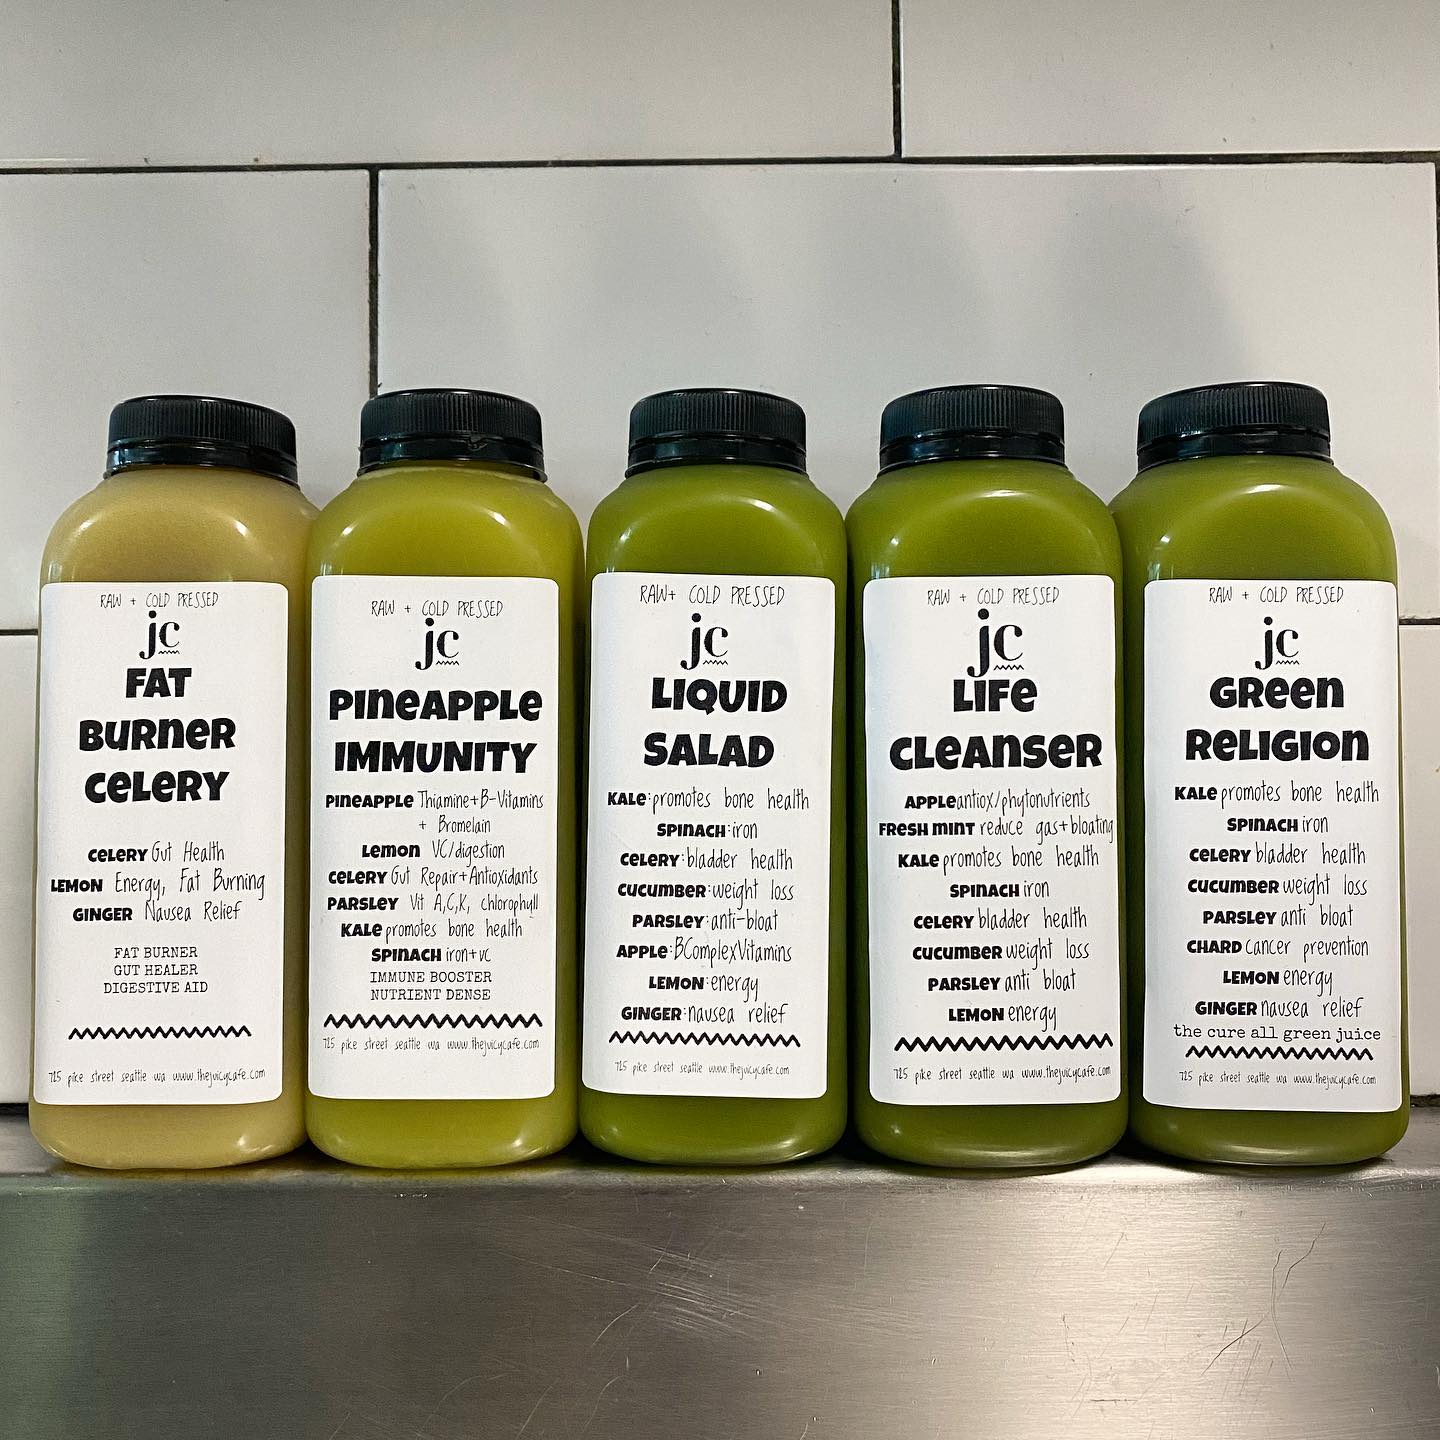 RAW + COLD PRESSED
jc
FAT
BURNER
CELERY
CELERY Gut Health
LEMON Energy, Fat Burning
GINGER Nausea Relief
FAT BURNER
GUT HEALER
DIGESTIVE AID
725 pike street seattle wa www.thejuicycafe.com
RAW + COLD PRESSED
jc
PINEAPPLE
IMMUNITY
PINEAPPLE Thiamine+B-Vitamins
+ Bromelain
LEMON VC/digestion
CELERY Gut Repair+Antioxidants
PARSLEY Vit A,C,K, chlorophyll
KALE promotes bone health
SPINACH iron+vc
IMMUNE BOOSTER
NUTRIENT DENSE
725 pike street seattle wa www.thejuicycafe.com
RAW+ COLD PRESSED
jc
LIQUID
SALAD
KALE:promotes bone health
SPINACH:iron
CELERY:bladder health
CUCUMBER:weight loss
PARSLEY:anti-bloat
APPLE:BComplexVitamins
LEMON:energy
GINGER:nausea relief
725 pike street seattle wa www.thejuicycafe.com
RAW + COLD PRESSED
jc
LIFE
CLEANSER
APPLE antiox/phytonutrients
FRESH MINT reduce gas+bloating
KALE promotes bone health
SPINACH iron
CELERY bladder health
CUCUMBER weight loss
PARSLEY anti bloat
LEMON energy
725 pike street seattle wa www.thejuicycafe.com
RAW + COLD PRESSED
jc
GREEN
RELIGION
KALE promotes bone health
SPINACH iron
CELERY bladder health
CUCUMBER weight loss
PARSLEY anti bloat
CHARD cancer prevention
LEMON energy
GINGER nausea relief
the cure all green juice
725 pike street seattle wa www.thejuicycafe.com